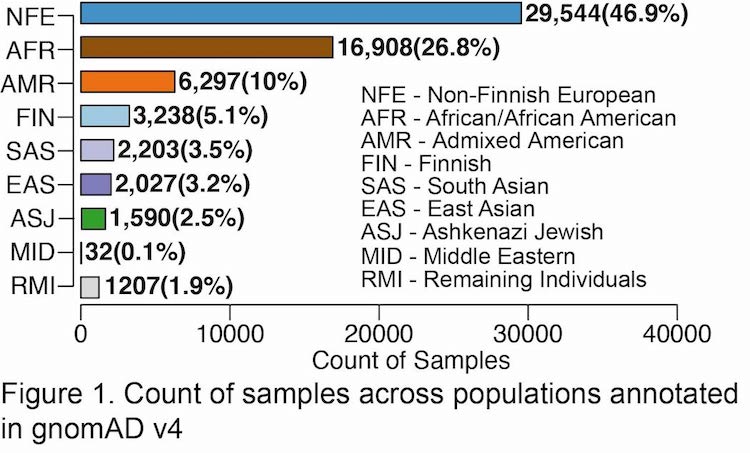 NFE 29,544(46.9%)
AFR 16,908(26.8%)
AMR 6,297(10%)
FIN 3,238(5.1%)
SAS 2,203(3.5%)
EAS 2,027(3.2%)
ASJ 1,590(2.5%)
MID 32(0.1%)
RMI 1207(1.9%)
NFE - Non-Finnish European
AFR - African/African American
AMR - Admixed American
FIN - Finnish
SAS - South Asian
EAS - East Asian
ASJ - Ashkenazi Jewish
MID - Middle Eastern
RMI - Remaining Individuals
0 10000 20000 30000 40000
Count of Samples
Figure 1. Count of samples across populations annotated
in gnomAD v4